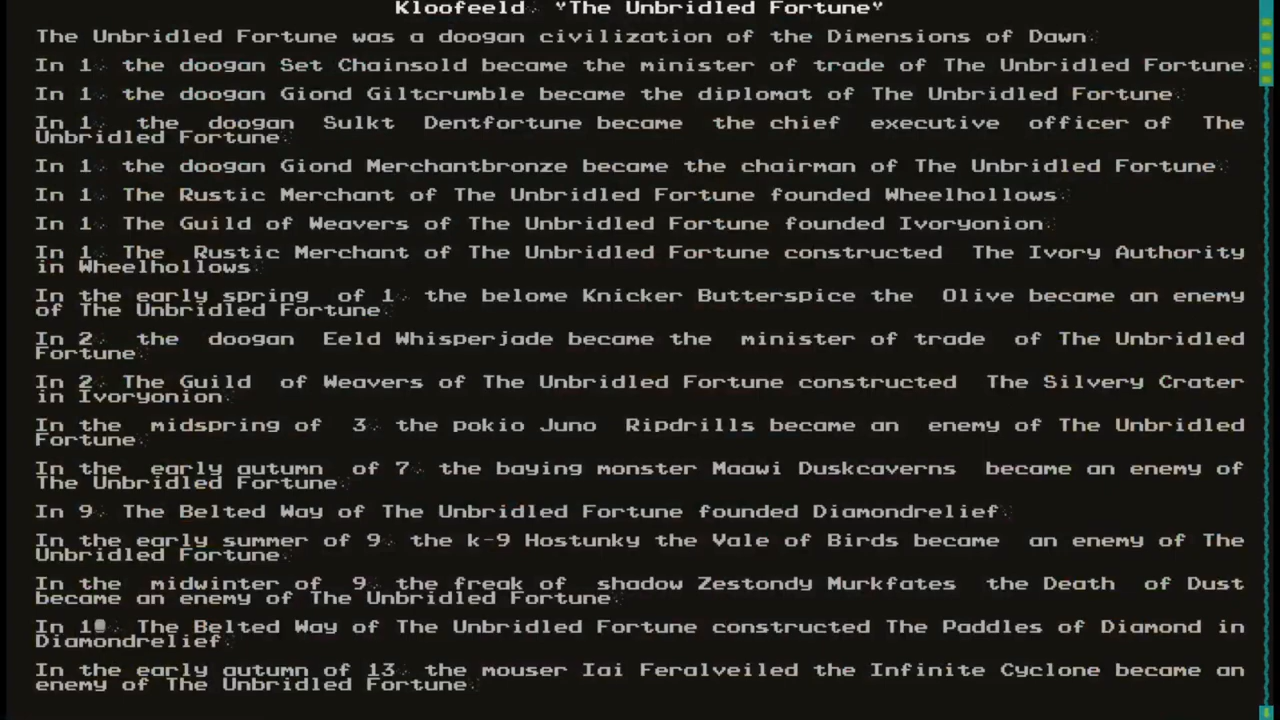 Kloofeeld, "The Unbridled Fortune"
The Unbridled Fortune was a doogan civilization of the Dimensions of Dawn.
In 1, the doogan Set Chainsold became the minister of trade of The Unbridled Fortune.
In 1, the doogan Giond Giltcrumble became the diplomat of The Unbridled Fortune.
In 1, the doogan Sulkt Dentfortune became the chief executive officer of The
Unbridled Fortune.
In 1, the doogan Giond Merchantbronze became the chairman of The Unbridled Fortune.
In 1, The Rustic Merchant of The Unbridled Fortune founded Wheelhollows.
In 1, The Guild of Weavers of The Unbridled Fortune founded Ivoryonion.
In 1, The Rustic Merchant of The Unbridled Fortune constructed The Ivory Authority
in Wheelhollows.
In the early spring of 1, the belome Knicker Butterspice the Olive became an enemy
of The Unbridled Fortune.
In 2, the doogan Eeld Whisperjade became the minister of trade of The Unbridled
Fortune.
In 2, The Guild of Weavers of The Unbridled Fortune constructed The Silvery Crater
in Ivoryonion.
In the midspring of 3, the pokio Juno Ripdrills became an enemy of The Unbridled
Fortune.
In the early autumn of 7, the baying monster Maawi Duskcaverns became an enemy of
The Unbridled Fortune.
In 9, The Belted Way of The Unbridled Fortune founded Diamondrelief.
In the early summer of 9, the k-9 Hostunky the Vale of Birds became an enemy of The
Unbridled Fortune.
In the midwinter of 9, the freak of shadow Zestondy Murkfates the Death of Dust
became an enemy of The Unbridled Fortune.
In 10, The Belted Way of The Unbridled Fortune constructed The Paddles of Diamond in
Diamondrelief.
In the early autumn of 13, the mouser Iai Feralveiled the Infinite Cyclone became an
enemy of The Unbridled Fortune.